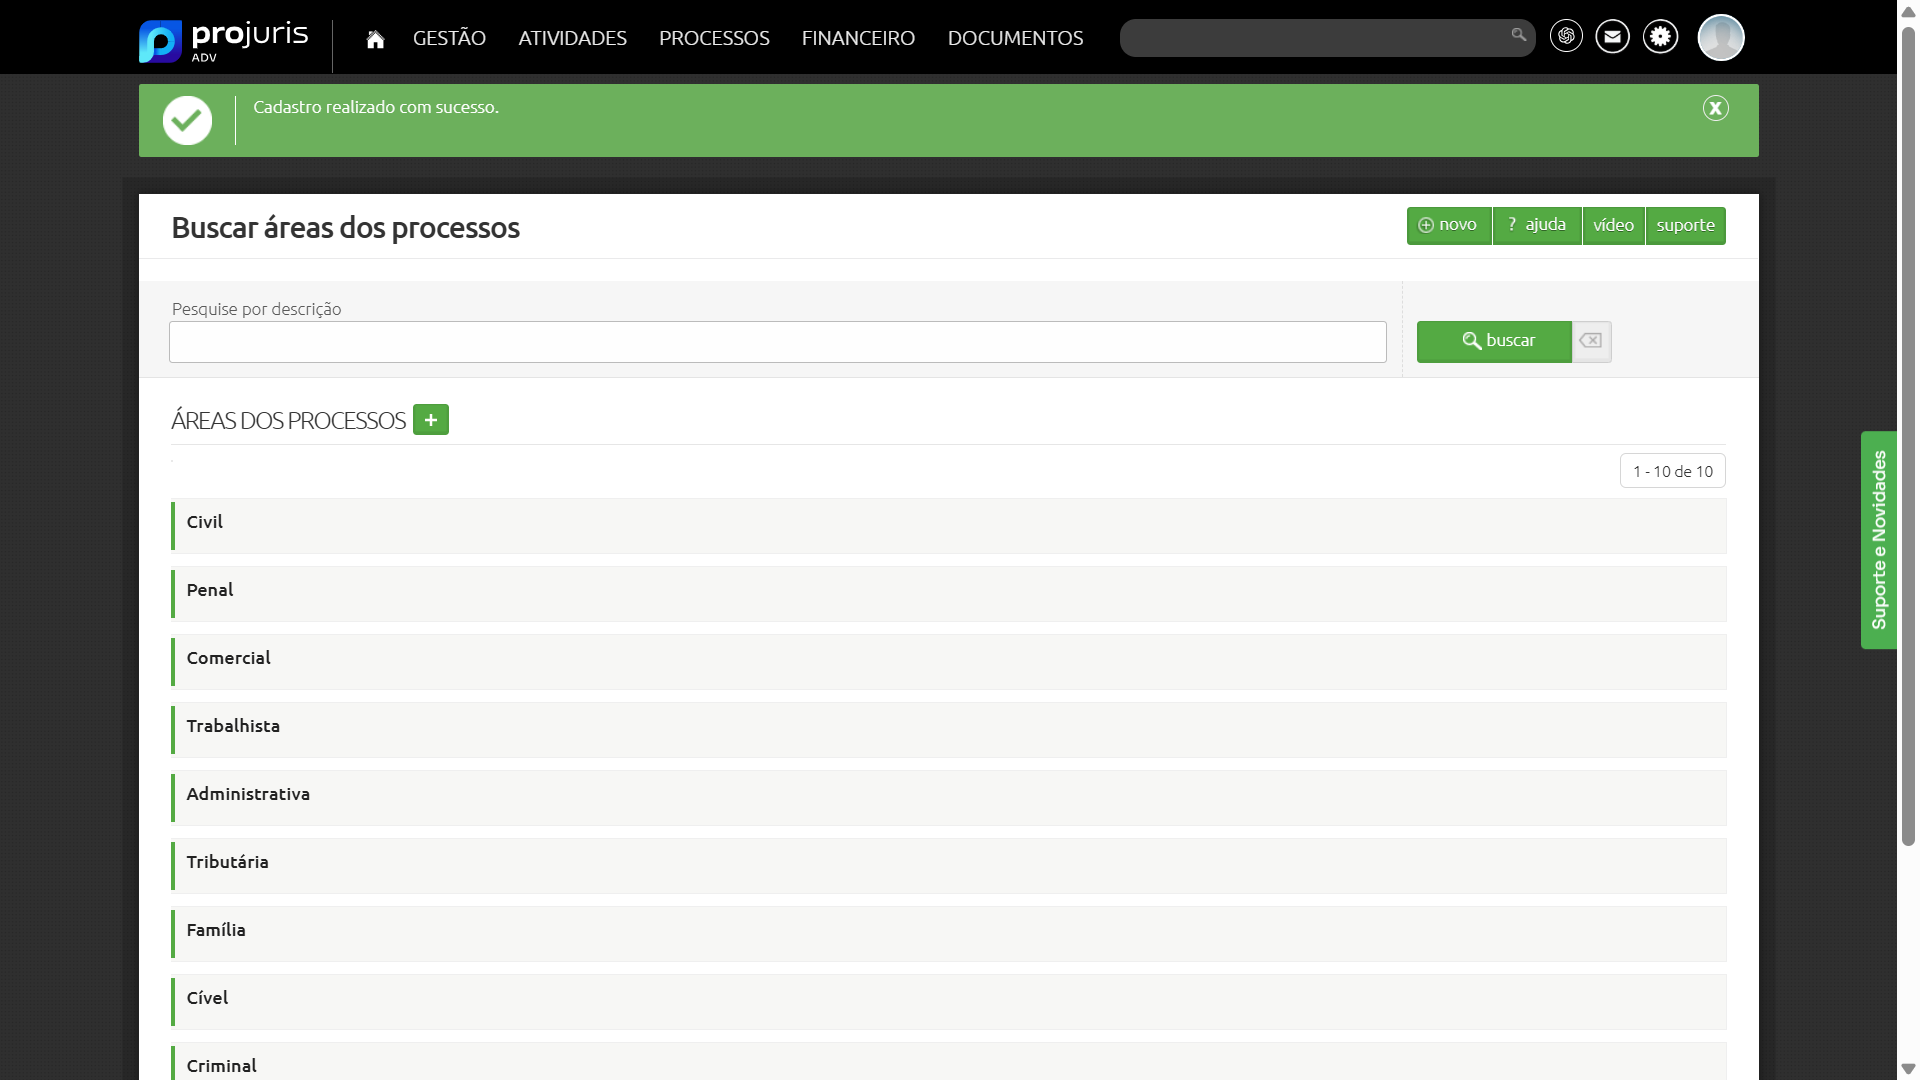 projuris
ADV
GESTÃO
ATIVIDADES
PROCESSOS
FINANCEIRO
DOCUMENTOS
Cadastro realizado com sucesso.
X
Buscar áreas dos processos
novo
? ajuda
vídeo
suporte
Pesquise por descrição
buscar
ÁREAS DOS PROCESSOS +
1 - 10 de 10
Civil
Penal
Comercial
Trabalhista
Administrativa
Tributária
Família
Cível
Criminal
Suporte e Novidades